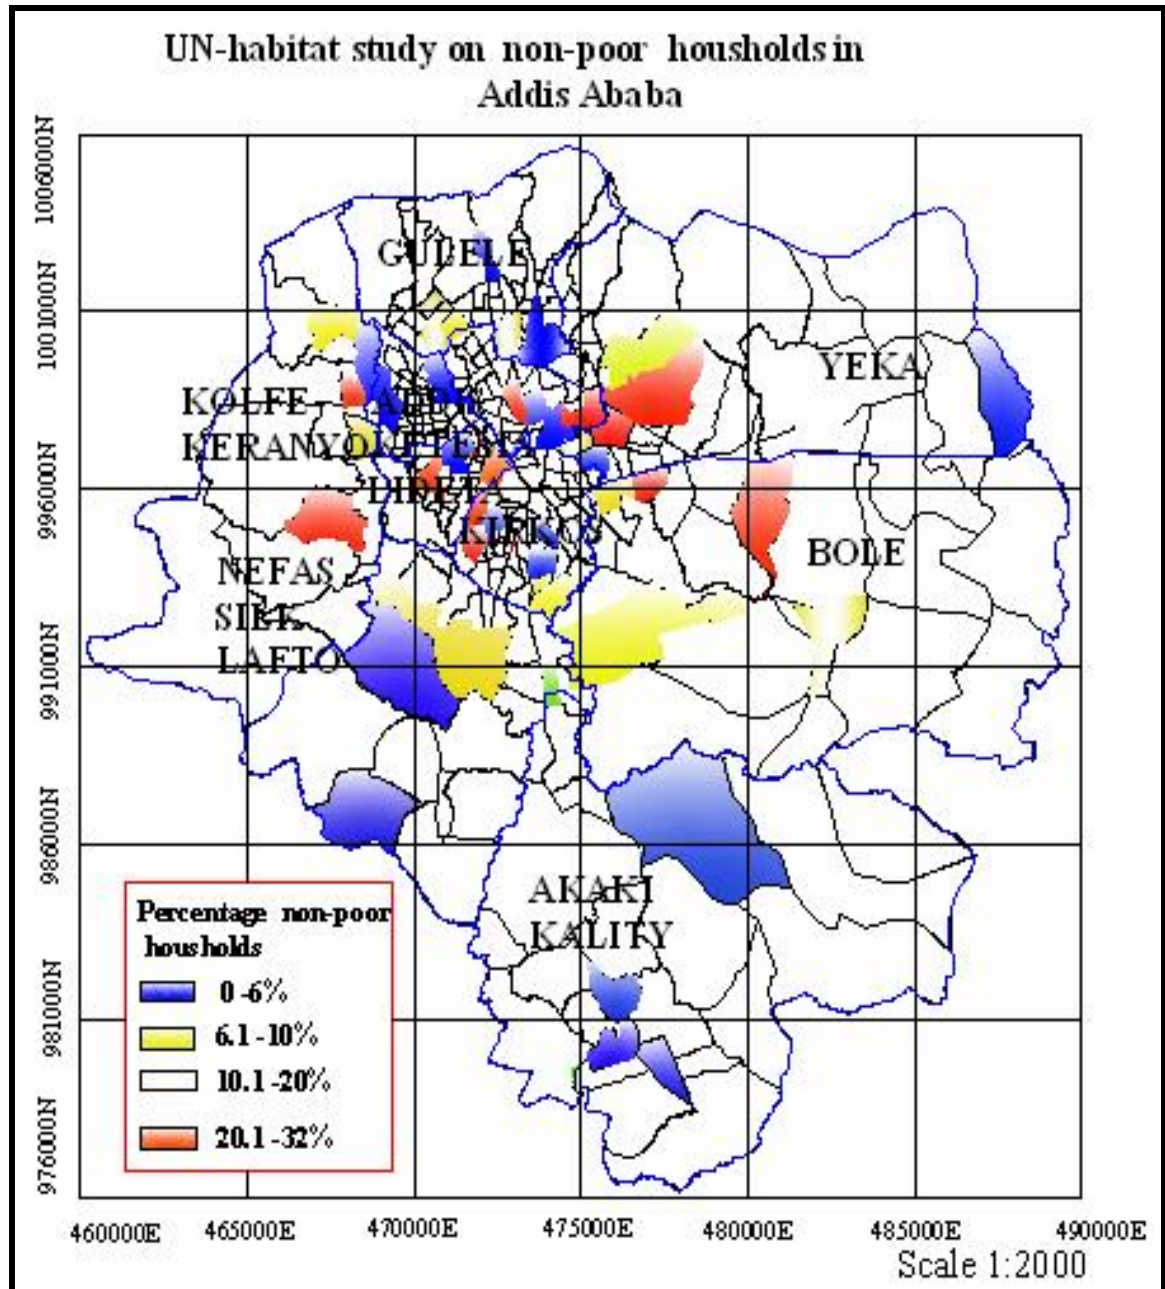 UN-habitat study on non-poor housholds in
Addis Ababa
1006000N
1001000N
996000N
991000N
986000N
981000N
976000N
GULELE
YEKA
KOLFE
KERANYO
KETEMA
LIDETA
KIRKOS
BOLE
NEFAS
SILK
LAFTO
AKAKI
KALITY
Percentage non-poor
housholds
0 -6%
6.1 -10%
10.1 -20%
20.1 -32%
460000E
465000E
470000E
475000E
480000E
485000E
490000E
Scale 1:2000